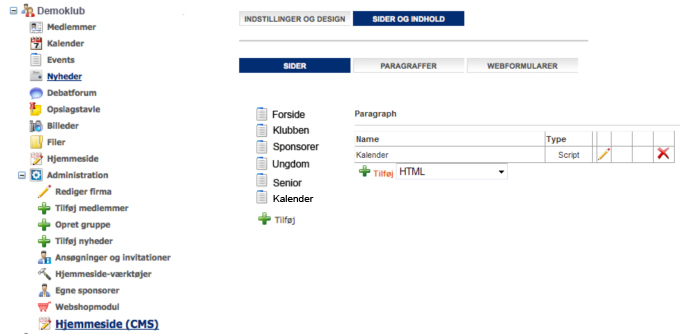 Demoklub
Medlemmer
Kalender
Events
Nyheder
Debatforum
Opslagstavle
Billeder
Filer
Hjemmeside
Administration
Rediger firma
Tilføj medlemmer
Opret gruppe
Tilføj nyheder
Ansøgninger og invitationer
Hjemmeside-værktøjer
Egne sponsorer
Webshopmodul
Hjemmeside (CMS)
INDSTILLINGER OG DESIGN SIDER OG INDHOLD
SIDER PARAGRAFFER WEBFORMULARER
Forside
Klubben
Sponsorer
Ungdom
Senior
Kalender
Tilføj
Paragraph
Name Type
Kalender Script
Tilføj HTML